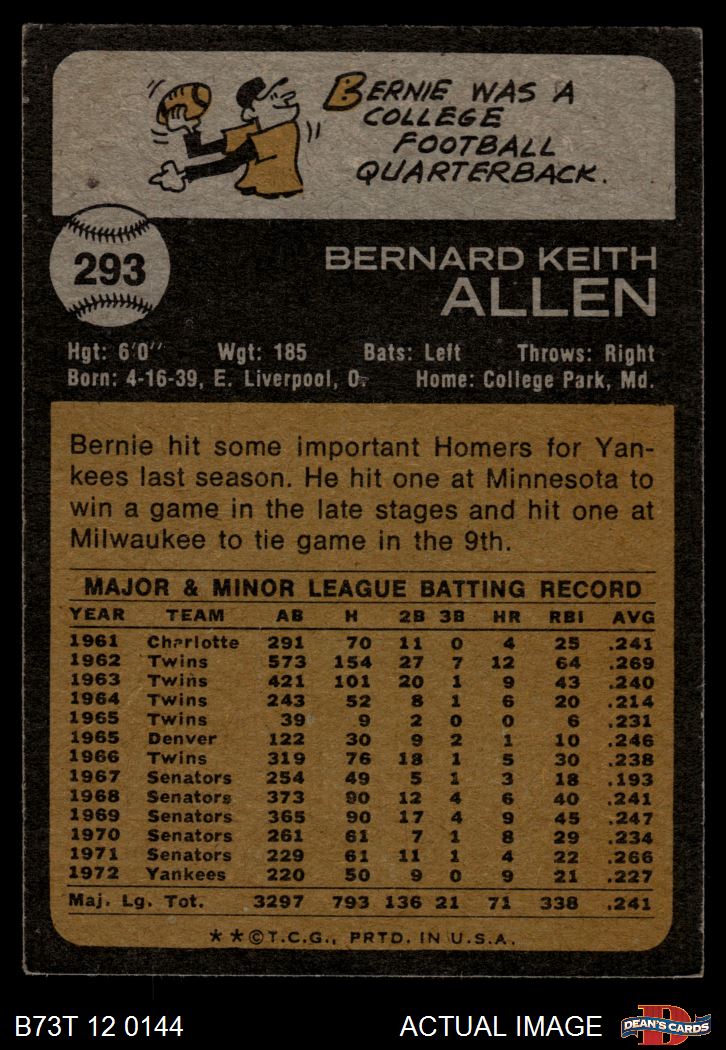 BERNIE WAS A
COLLEGE
FOOTBALL
QUARTERBACK.
293
BERNARD KEITH
ALLEN
Hgt: 6'0" Wgt: 185 Bats: Left Throws: Right
Born: 4-16-39, E. Liverpool, O. Home: College Park, Md.
Bernie hit some important Homers for Yan-
kees last season. He hit one at Minnesota to
win a game in the late stages and hit one at
Milwaukee to tie game in the 9th.
MAJOR & MINOR LEAGUE BATTING RECORD
YEAR TEAM AB H 2B 3B HR RBI AVG
1961 Charlotte 291 70 11 0 4 25 .241
1962 Twins 573 154 27 7 12 64 .269
1963 Twins 421 101 20 1 9 43 .240
1964 Twins 243 52 8 1 6 20 .214
1965 Twins 39 9 2 0 0 6 .231
1965 Denver 122 30 9 2 1 10 .246
1966 Twins 319 76 18 1 5 30 .238
1967 Senators 254 49 5 1 3 18 .193
1968 Senators 373 90 12 4 6 40 .241
1969 Senators 365 90 17 4 9 45 .247
1970 Senators 261 61 7 1 8 29 .234
1971 Senators 229 61 11 1 4 22 .266
1972 Yankees 220 50 9 0 9 21 .227
Maj. Lg. Tot. 3297 793 136 21 71 338 .241
**©T.C.G., PRTD. IN U.S.A.
B73T 12 0144 ACTUAL IMAGE
D
DEAN'S CARDS